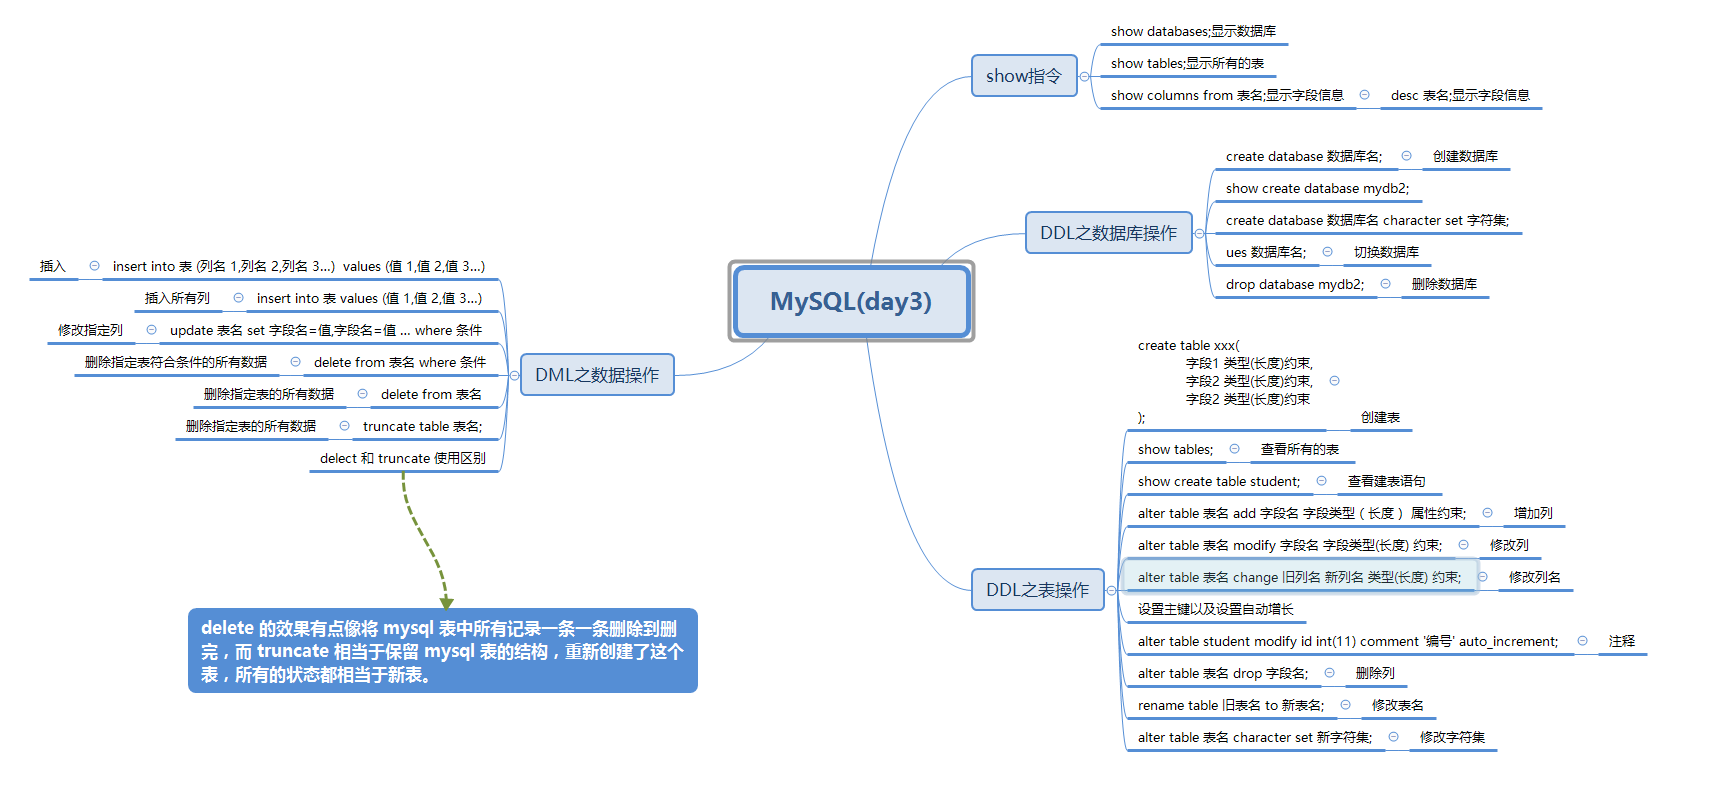 MySQL(day3)
show指令
show databases;显示数据库
show tables;显示所有的表
show columns from 表名;显示字段信息
desc 表名;显示字段信息
DDL之数据库操作
create database 数据库名;
创建数据库
show create database mydb2;
create database 数据库名 character set 字符集;
ues 数据库名;
切换数据库
drop database mydb2;
删除数据库
DDL之表操作
create table xxx(
字段1 类型(长度)约束,
字段2 类型(长度)约束,
字段2 类型(长度)约束
);
创建表
show tables;
查看所有的表
show create table student;
查看建表语句
alter table 表名 add 字段名 字段类型（长度） 属性约束;
增加列
alter table 表名 modify 字段名 字段类型(长度) 约束;
修改列
alter table 表名 change 旧列名 新列名 类型(长度) 约束;
修改列名
设置主键以及设置自动增长
alter table student modify id int(11) comment '编号' auto_increment;
注释
alter table 表名 drop 字段名;
删除列
rename table 旧表名 to 新表名;
修改表名
alter table 表名 character set 新字符集;
修改字符集
DML之数据操作
insert into 表 (列名 1,列名 2,列名 3...) values (值 1,值 2,值 3...)
插入
insert into 表 values (值 1,值 2,值 3...)
插入所有列
update 表名 set 字段名=值,字段名=值 ... where 条件
修改指定列
delete from 表名 where 条件
删除指定表符合条件的所有数据
delete from 表名
删除指定表的所有数据
truncate table 表名;
删除指定表的所有数据
delect 和 truncate 使用区别
delete 的效果有点像将 mysql 表中所有记录一条一条删除到删
完，而 truncate 相当于保留 mysql 表的结构，重新创建了这个
表，所有的状态都相当于新表。